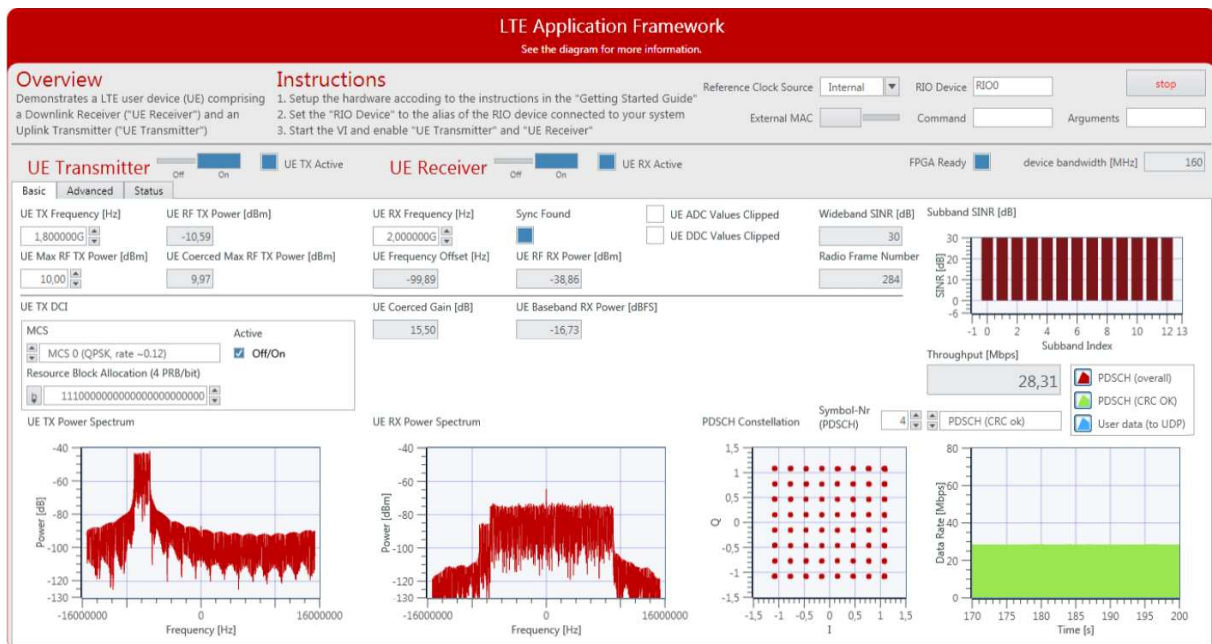 LTE Application Framework
See the diagram for more information.
Overview
Demonstrates a LTE user device (UE) comprising
a Downlink Receiver ("UE Receiver") and an
Uplink Transmitter ("UE Transmitter")
Instructions
1. Setup the hardware accoding to the instructions in the "Getting Started Guide"
2. Set the "RIO Device" to the alias of the RIO device connected to your system
3. Start the VI and enable "UE Transmitter" and "UE Receiver"
Reference Clock Source Internal RIO Device RIO0 stop
External MAC Command Arguments
UE Transmitter Off On UE TX Active UE Receiver Off On UE RX Active FPGA Ready device bandwidth [MHz] 160
Basic Advanced Status
UE TX Frequency [Hz] UE RF TX Power [dBm]
1,800000G -10,59
UE Max RF TX Power [dBm] UE Coerced Max RF TX Power [dBm]
10,00 9,97
UE RX Frequency [Hz] Sync Found
2,000000G
UE Frequency Offset [Hz] UE RF RX Power [dBm]
-99,89 -38,86
UE ADC Values Clipped
UE DDC Values Clipped
Wideband SINR [dB]
30
Radio Frame Number
284
UE Coerced Gain [dB] UE Baseband RX Power [dBFS]
15,50 -16,73
UE TX DCI
MCS Active
MCS 0 (QPSK, rate ~0.12) Off/On
Resource Block Allocation (4 PRB/bit)
b 1110000000000000000000000
Subband SINR [dB]
SINR [dB]
30
20
10
0
-6
-1 0 2 4 6 8 10 12 13
Subband Index
Throughput [Mbps]
28,31
PDSCH (overall)
PDSCH (CRC OK)
User data (to UDP)
UE TX Power Spectrum
Power [dB]
-40
-60
-80
-100
-120
-130
-16000000 0 16000000
Frequency [Hz]
UE RX Power Spectrum
Power [dBm]
-40
-60
-80
-100
-120
-130
-16000000 0 16000000
Frequency [Hz]
PDSCH Constellation Symbol-Nr (PDSCH) 4 PDSCH (CRC ok)
Q
1,5
1
0,5
0
-0,5
-1
-1,5
-1,5 -1 -0,5 0 0,5 1 1,5
I
Data Rate [Mbps]
80
60
40
20
0
170 175 180 185 190 195 200
Time [s]